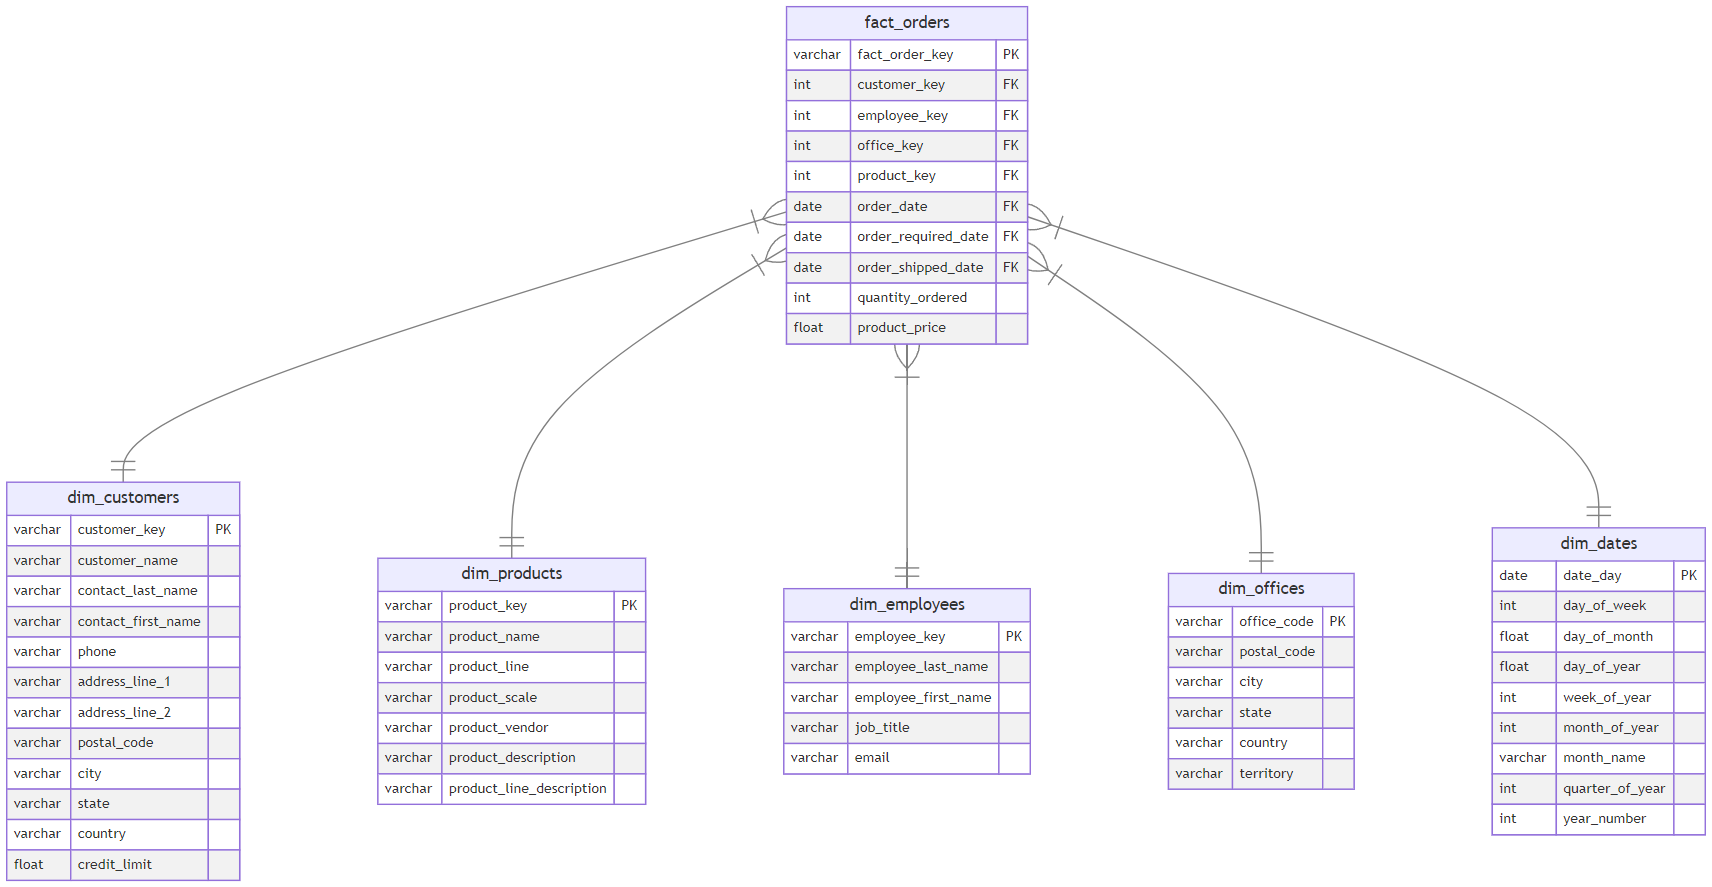 fact_orders
varchar fact_order_key PK
int customer_key FK
int employee_key FK
int office_key FK
int product_key FK
date order_date FK
date order_required_date FK
date order_shipped_date FK
int quantity_ordered
float product_price
dim_customers
varchar customer_key PK
varchar customer_name
varchar contact_last_name
varchar contact_first_name
varchar phone
varchar address_line_1
varchar address_line_2
varchar postal_code
varchar city
varchar state
varchar country
float credit_limit
dim_products
varchar product_key PK
varchar product_name
varchar product_line
varchar product_scale
varchar product_vendor
varchar product_description
varchar product_line_description
dim_employees
varchar employee_key PK
varchar employee_last_name
varchar employee_first_name
varchar job_title
varchar email
dim_offices
varchar office_code PK
varchar postal_code
varchar city
varchar state
varchar country
varchar territory
dim_dates
date date_day PK
int day_of_week
float day_of_month
float day_of_year
int week_of_year
int month_of_year
varchar month_name
int quarter_of_year
int year_number